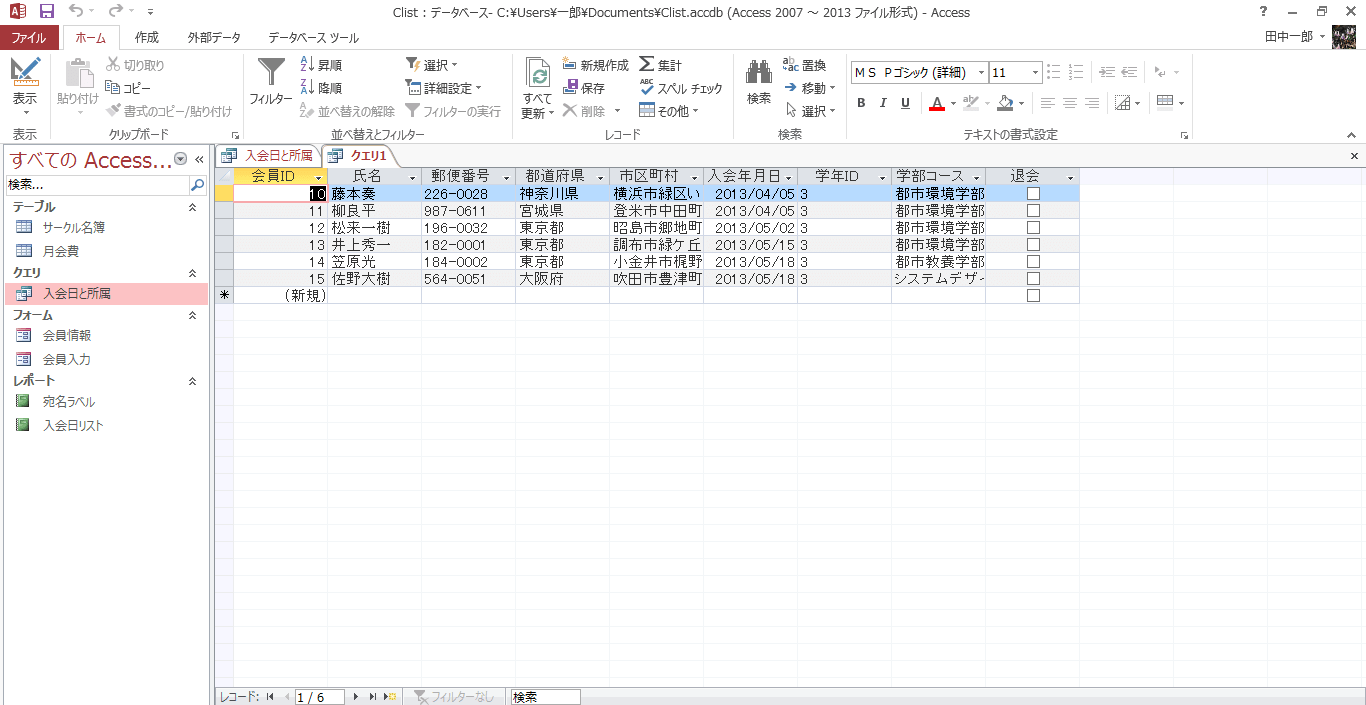 Clist : データベース- C:¥Users¥一郎¥Documents¥Clist.accdb (Access 2007 ～ 2013 ファイル形式) - Access
ファイル ホーム 作成 外部データ データベース ツール 田中一郎
表示
表示
貼り付け
切り取り
コピー
書式のコピー/貼り付け
クリップボード
フィルター
昇順
降順
並べ替えの解除
選択
詳細設定
フィルターの実行
並べ替えとフィルター
すべて
更新
新規作成
保存
削除
集計
スペル チェック
その他
レコード
検索
置換
移動
選択
検索
ＭＳ Ｐゴシック (詳細) 11
B I U A
テキストの書式設定
すべての Access...
検索...
テーブル
サークル名簿
月会費
クエリ
入会日と所属
フォーム
会員情報
会員入力
レポート
宛名ラベル
入会日リスト
入会日と所属 クエリ1
会員ID 氏名 郵便番号 都道府県 市区町村 入会年月日 学年ID 学部コース 退会
10 藤本奏 226-0028 神奈川県 横浜市緑区い 2013/04/05 3 都市環境学部
11 柳良平 987-0611 宮城県 登米市中田町 2013/04/05 3 都市環境学部
12 松来一樹 196-0032 東京都 昭島市郷地町 2013/05/02 3 都市環境学部
13 井上秀一 182-0001 東京都 調布市緑ケ丘 2013/05/15 3 都市環境学部
14 笠原光 184-0002 東京都 小金井市梶野 2013/05/18 3 都市教養学部
15 佐野大樹 564-0051 大阪府 吹田市豊津町 2013/05/18 3 システムデザイ
(新規)
レコード: 1 / 6 フィルターなし 検索